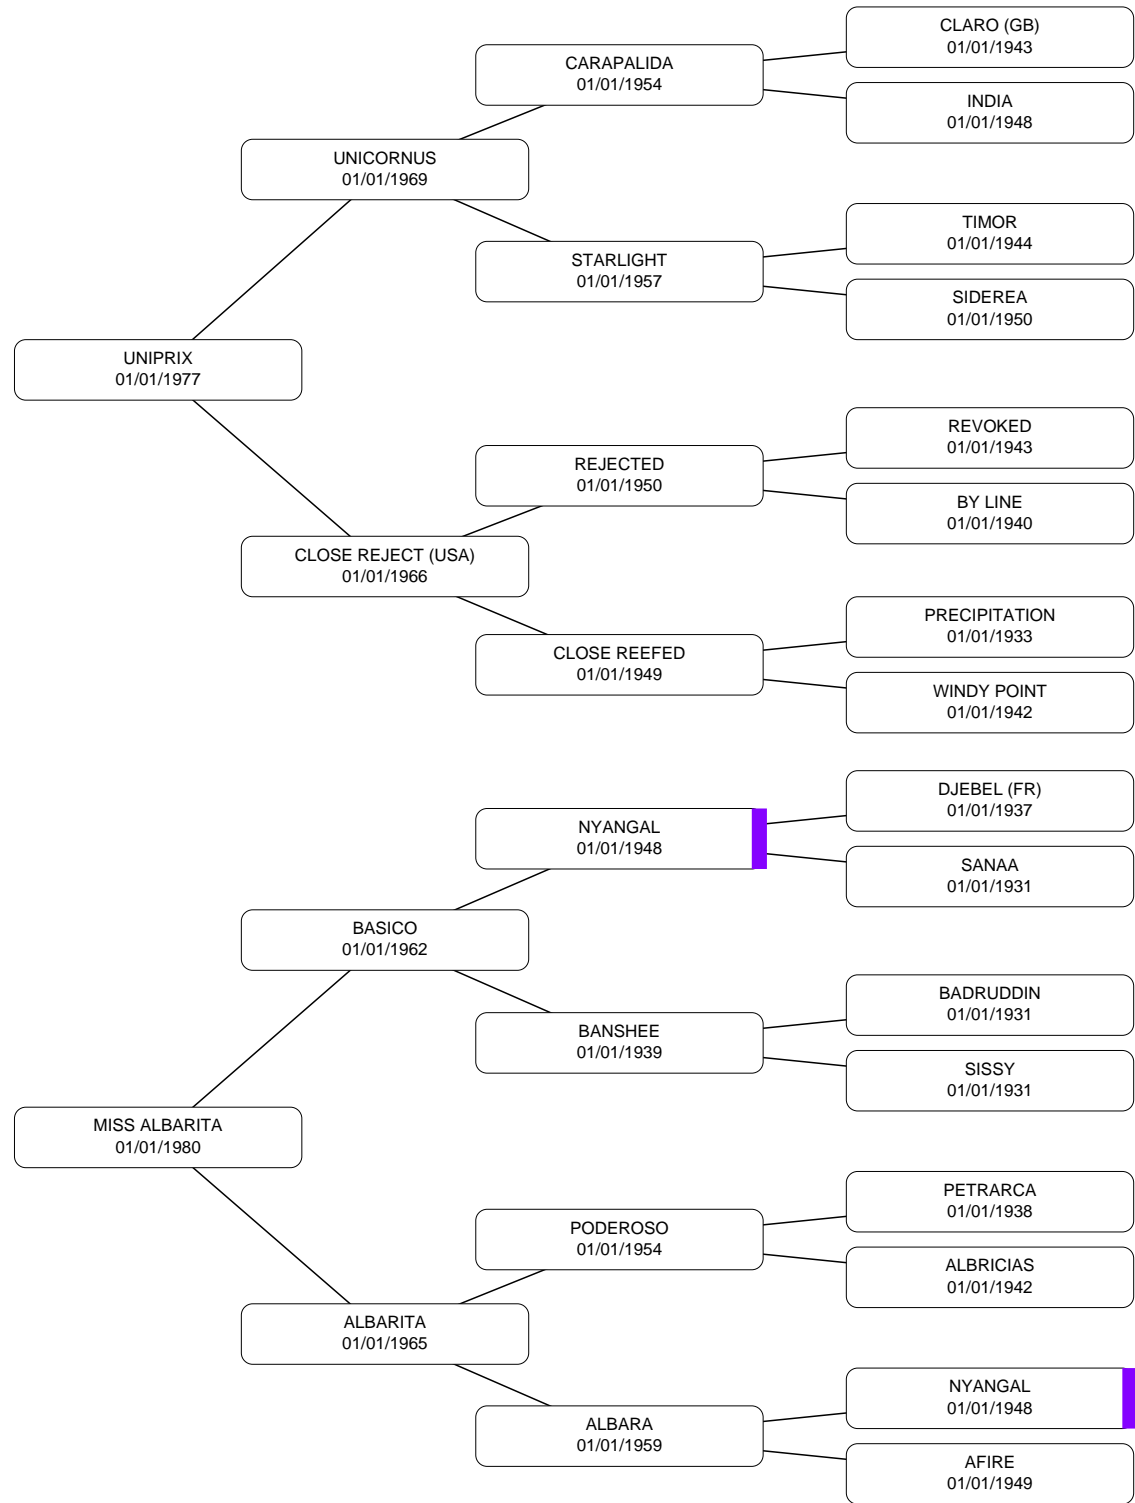 CLARO (GB)
01/01/1943
CARAPALIDA
01/01/1954
INDIA
01/01/1948
UNICORNUS
01/01/1969
TIMOR
01/01/1944
STARLIGHT
01/01/1957
SIDEREA
01/01/1950
UNIPRIX
01/01/1977
REVOKED
01/01/1943
REJECTED
01/01/1950
BY LINE
01/01/1940
CLOSE REJECT (USA)
01/01/1966
PRECIPITATION
01/01/1933
CLOSE REEFED
01/01/1949
WINDY POINT
01/01/1942
DJEBEL (FR)
01/01/1937
NYANGAL
01/01/1948
SANAA
01/01/1931
BASICO
01/01/1962
BADRUDDIN
01/01/1931
BANSHEE
01/01/1939
SISSY
01/01/1931
MISS ALBARITA
01/01/1980
PETRARCA
01/01/1938
PODEROSO
01/01/1954
ALBRICIAS
01/01/1942
ALBARITA
01/01/1965
NYANGAL
01/01/1948
ALBARA
01/01/1959
AFIRE
01/01/1949